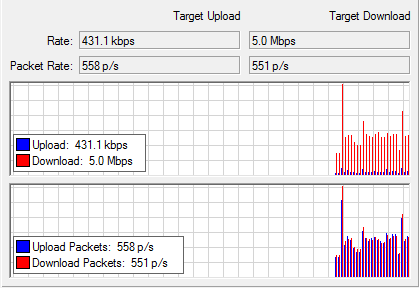 Target Upload Target Download
Rate: 431.1 kbps 5.0 Mbps
Packet Rate: 558 p/s 551 p/s
Upload: 431.1 kbps
Download: 5.0 Mbps
Upload Packets: 558 p/s
Download Packets: 551 p/s